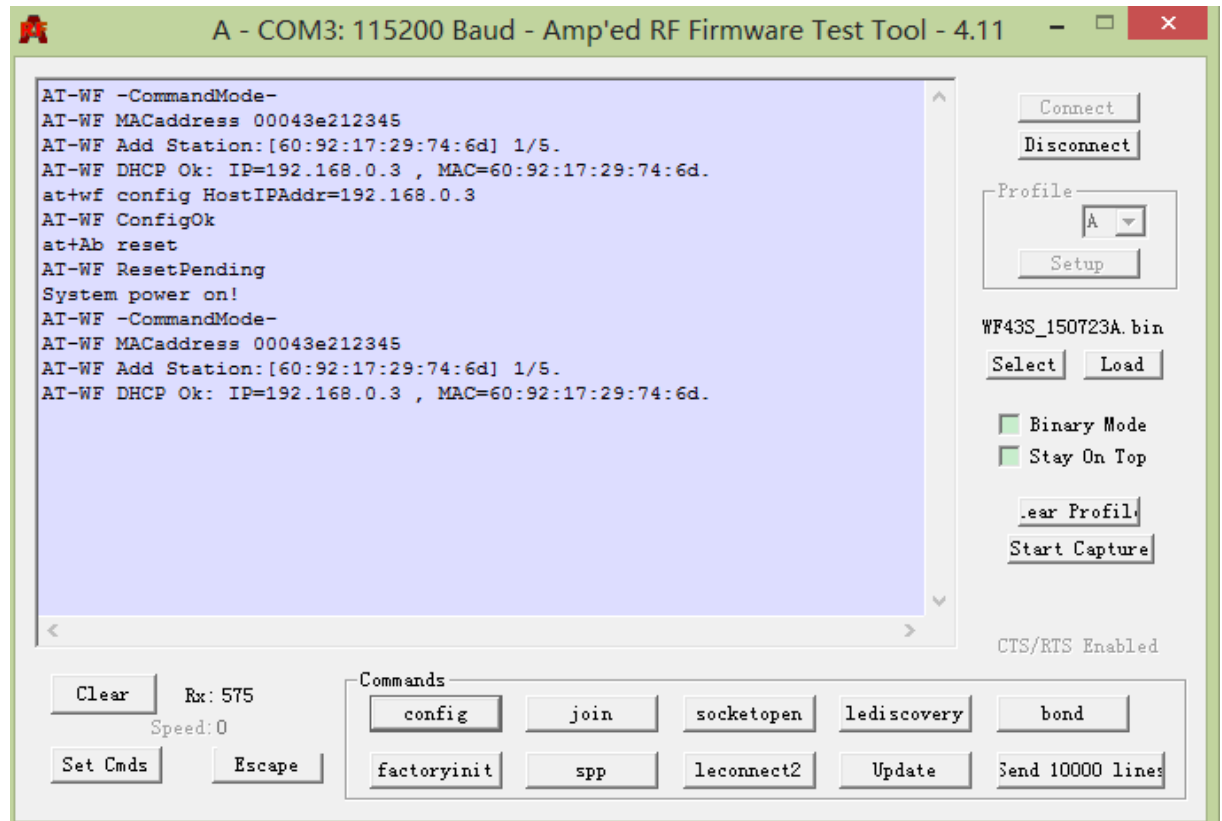 A - COM3: 115200 Baud - Amp'ed RF Firmware Test Tool - 4.11
AT-WF -CommandMode-
AT-WF MACaddress 00043e212345
AT-WF Add Station:[60:92:17:29:74:6d] 1/5.
AT-WF DHCP Ok: IP=192.168.0.3 , MAC=60:92:17:29:74:6d.
at+wf config HostIPAddr=192.168.0.3
AT-WF ConfigOk
at+Ab reset
AT-WF ResetPending
System power on!
AT-WF -CommandMode-
AT-WF MACaddress 00043e212345
AT-WF Add Station:[60:92:17:29:74:6d] 1/5.
AT-WF DHCP Ok: IP=192.168.0.3 , MAC=60:92:17:29:74:6d.
Connect
Disconnect
Profile
A
Setup
WF43S_150723A.bin
Select Load
Binary Mode
Stay On Top
.ear Profil
Start Capture
CTS/RTS Enabled
Clear Rx: 575
Speed:0
Set Cmds Escape
Commands
config join socketopen lediscovery bond
factoryinit spp leconnect2 Update Send 10000 lines